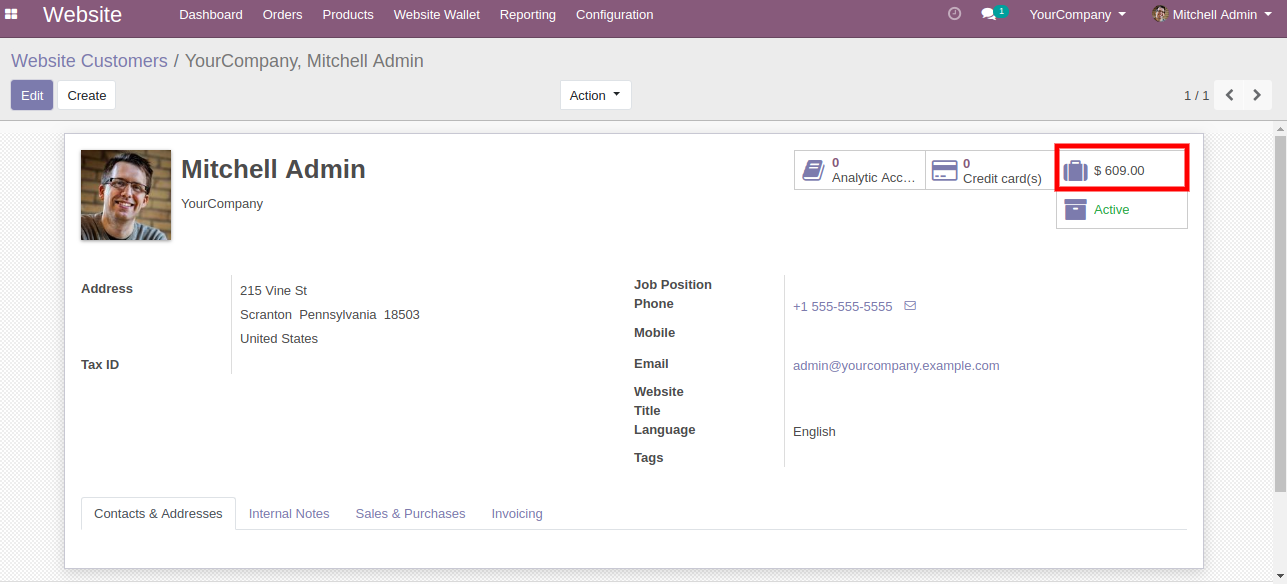 Website Dashboard Orders Products Website Wallet Reporting Configuration 1 YourCompany Mitchell Admin
Website Customers / YourCompany, Mitchell Admin
Edit Create Action 1 / 1
Mitchell Admin
YourCompany
0
Analytic Acc...
0
Credit card(s)
$ 609.00
Active
Address
215 Vine St
Scranton Pennsylvania 18503
United States
Tax ID
Job Position
Phone +1 555-555-5555
Mobile
Email admin@yourcompany.example.com
Website
Title
Language English
Tags
Contacts & Addresses Internal Notes Sales & Purchases Invoicing